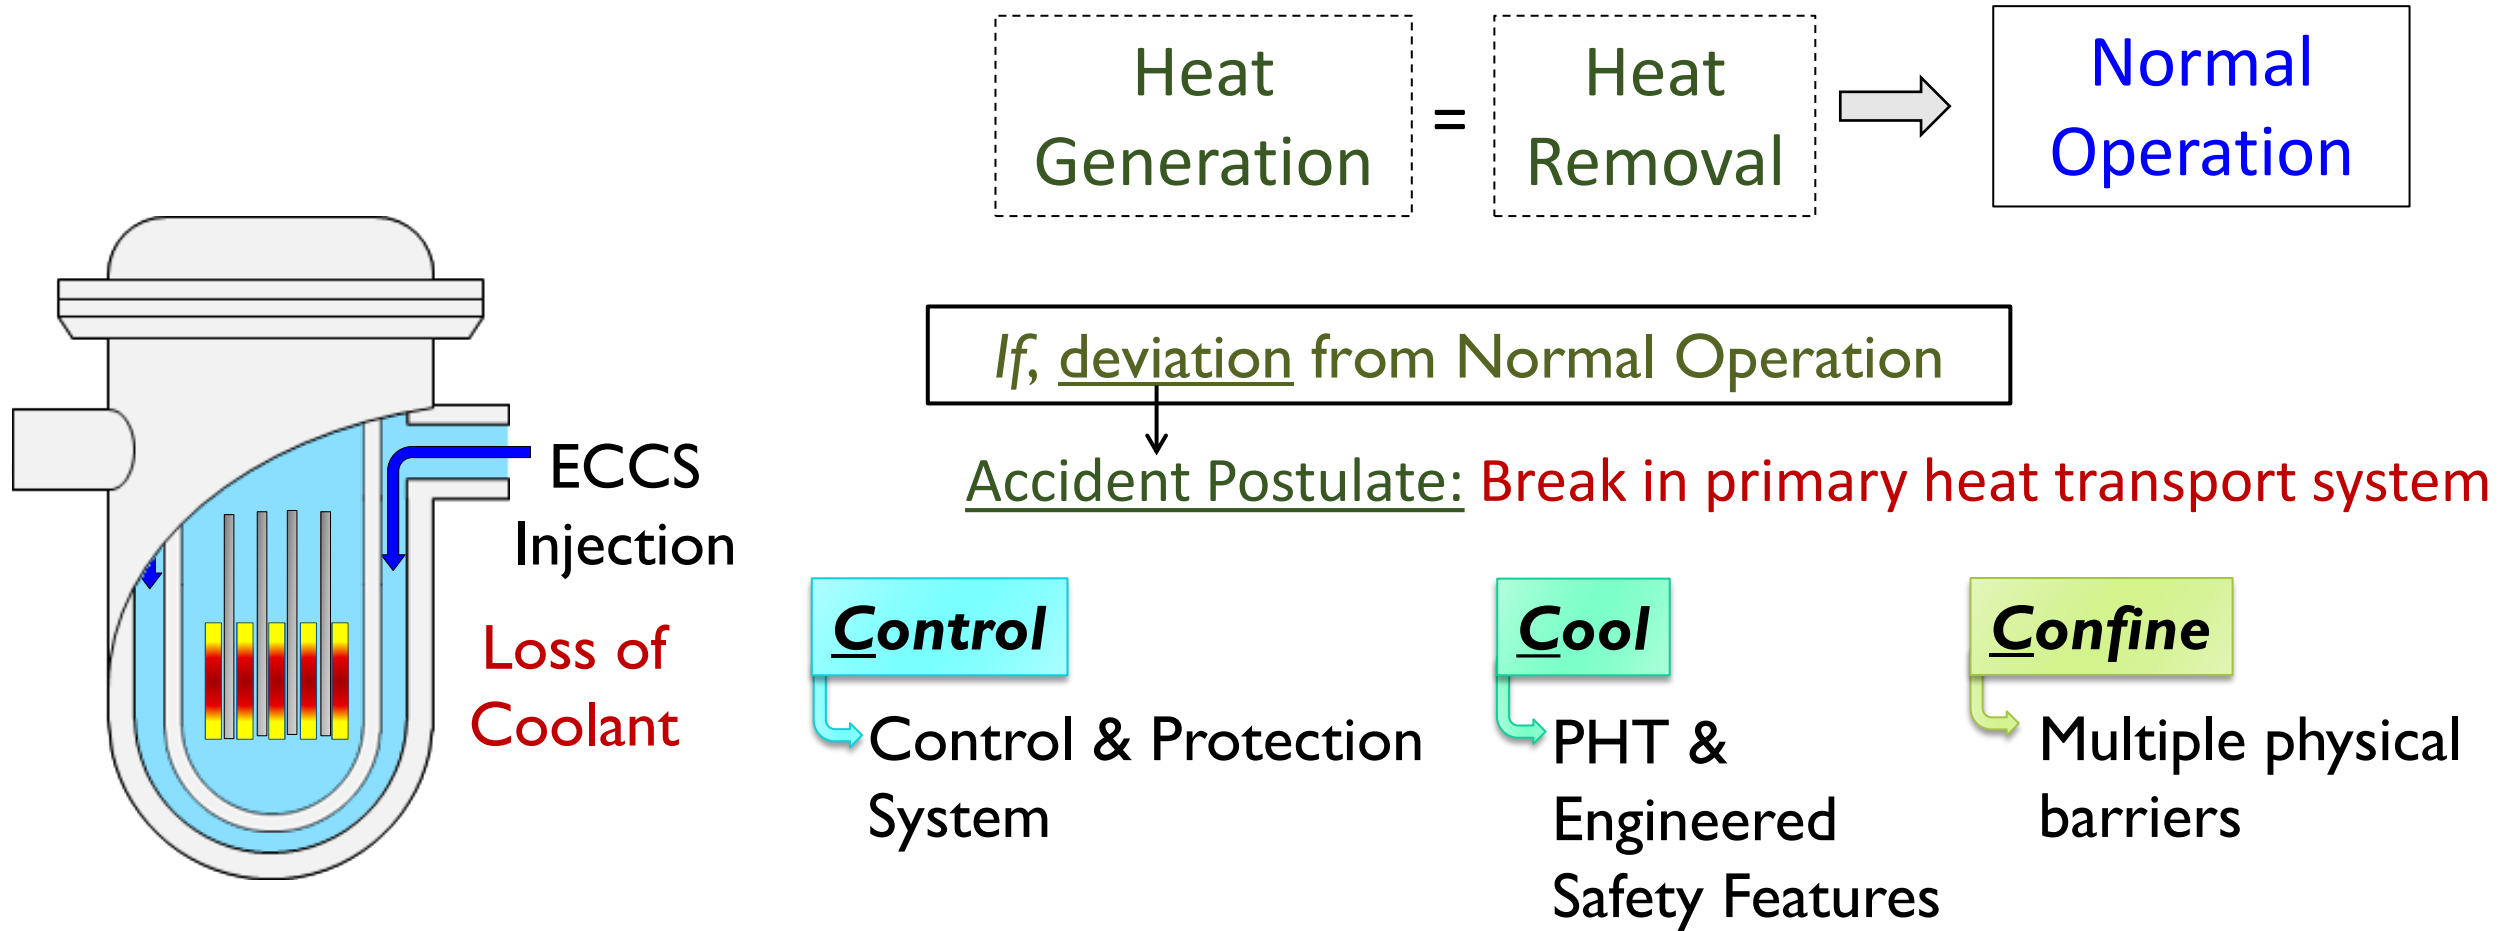 Heat
Generation
=
Heat
Removal
Normal
Operation
If, deviation from Normal Operation
Accident Postulate: Break in primary heat transport system
ECCS
Injection
Loss of
Coolant
Control
Control & Protection
System
Cool
PHT &
Engineered
Safety Features
Confine
Multiple physical
barriers